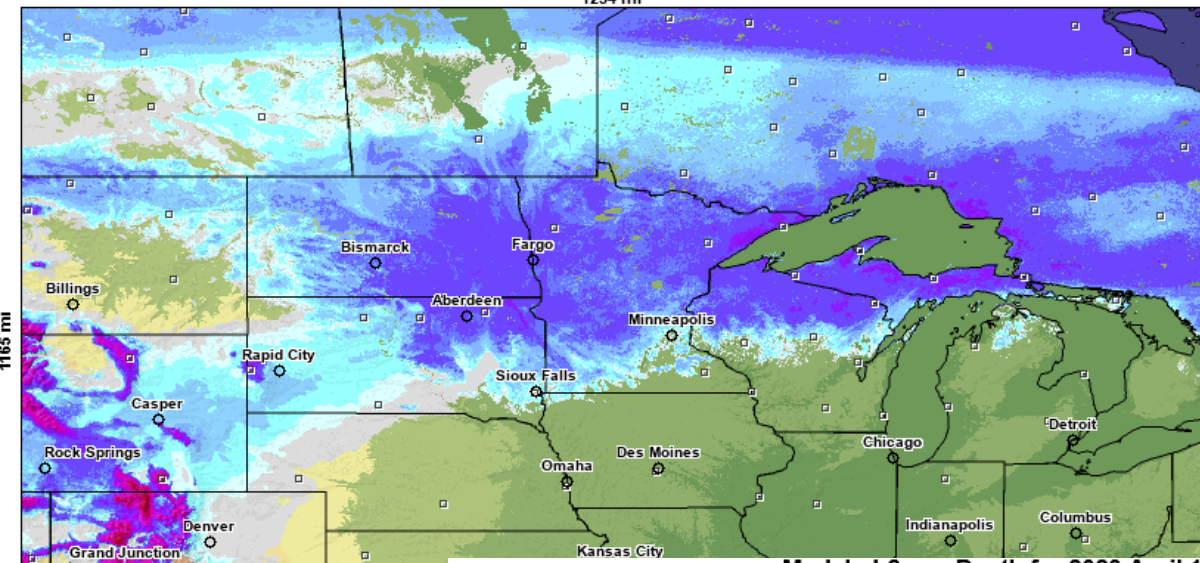 1165 mi
Bismarck
Fargo
Billings
Aberdeen
Minneapolis
Rapid City
Sioux Falls
Casper
Detroit
Chicago
Rock Springs
Des Moines
Omaha
Denver
Indianapolis
Columbus
Grand Junction
Kansas City